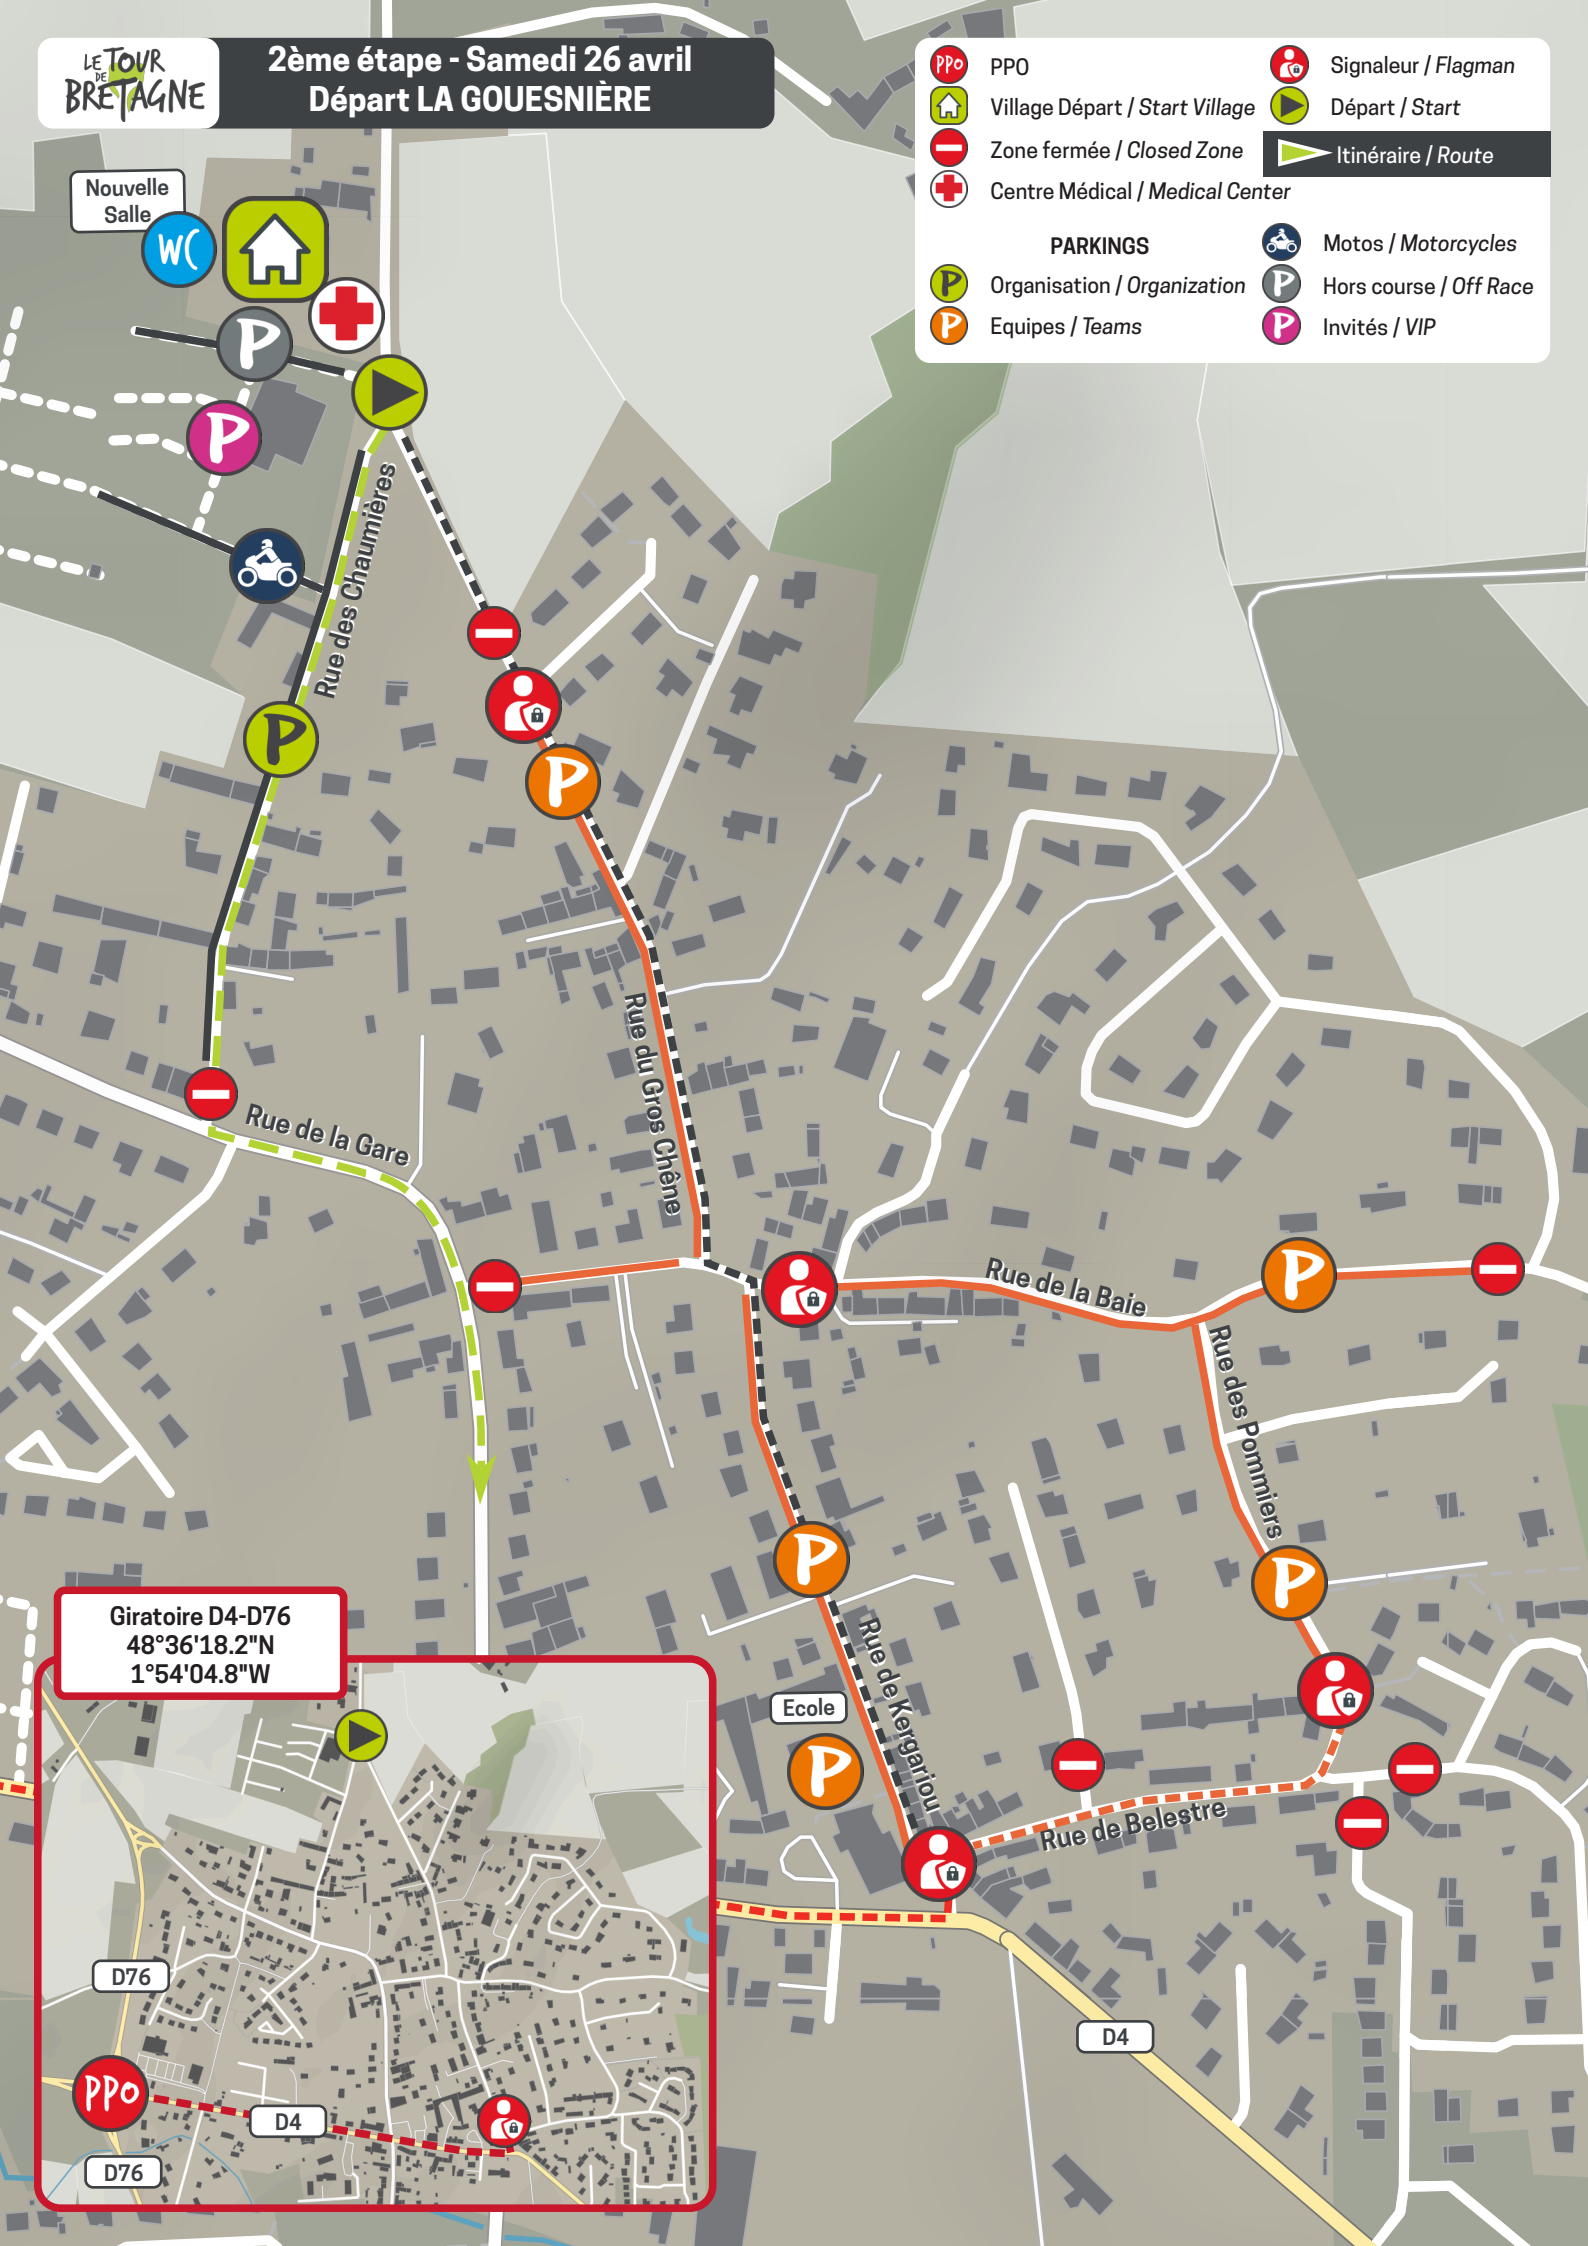 LE TOUR
DE
BRETAGNE
2ème étape - Samedi 26 avril
Départ LA GOUESNIÈRE
PPO
PPO
Village Départ / Start Village
Zone fermée / Closed Zone
Centre Médical / Medical Center
Signaleur / Flagman
Départ / Start
Itinéraire / Route
PARKINGS
P
Organisation / Organization
P
Equipes / Teams
Motos / Motorcycles
P
Hors course / Off Race
P
Invités / VIP
Nouvelle
Salle
WC
P
P
Rue des Chaumières
P
P
Rue du Gros Chêne
Rue de la Gare
Rue de la Baie
P
Rue des Pommiers
P
P
Rue de Kergariou
Ecole
P
Rue de Belestre
D4
Giratoire D4-D76
48°36'18.2"N
1°54'04.8"W
D76
PPO
D4
D76